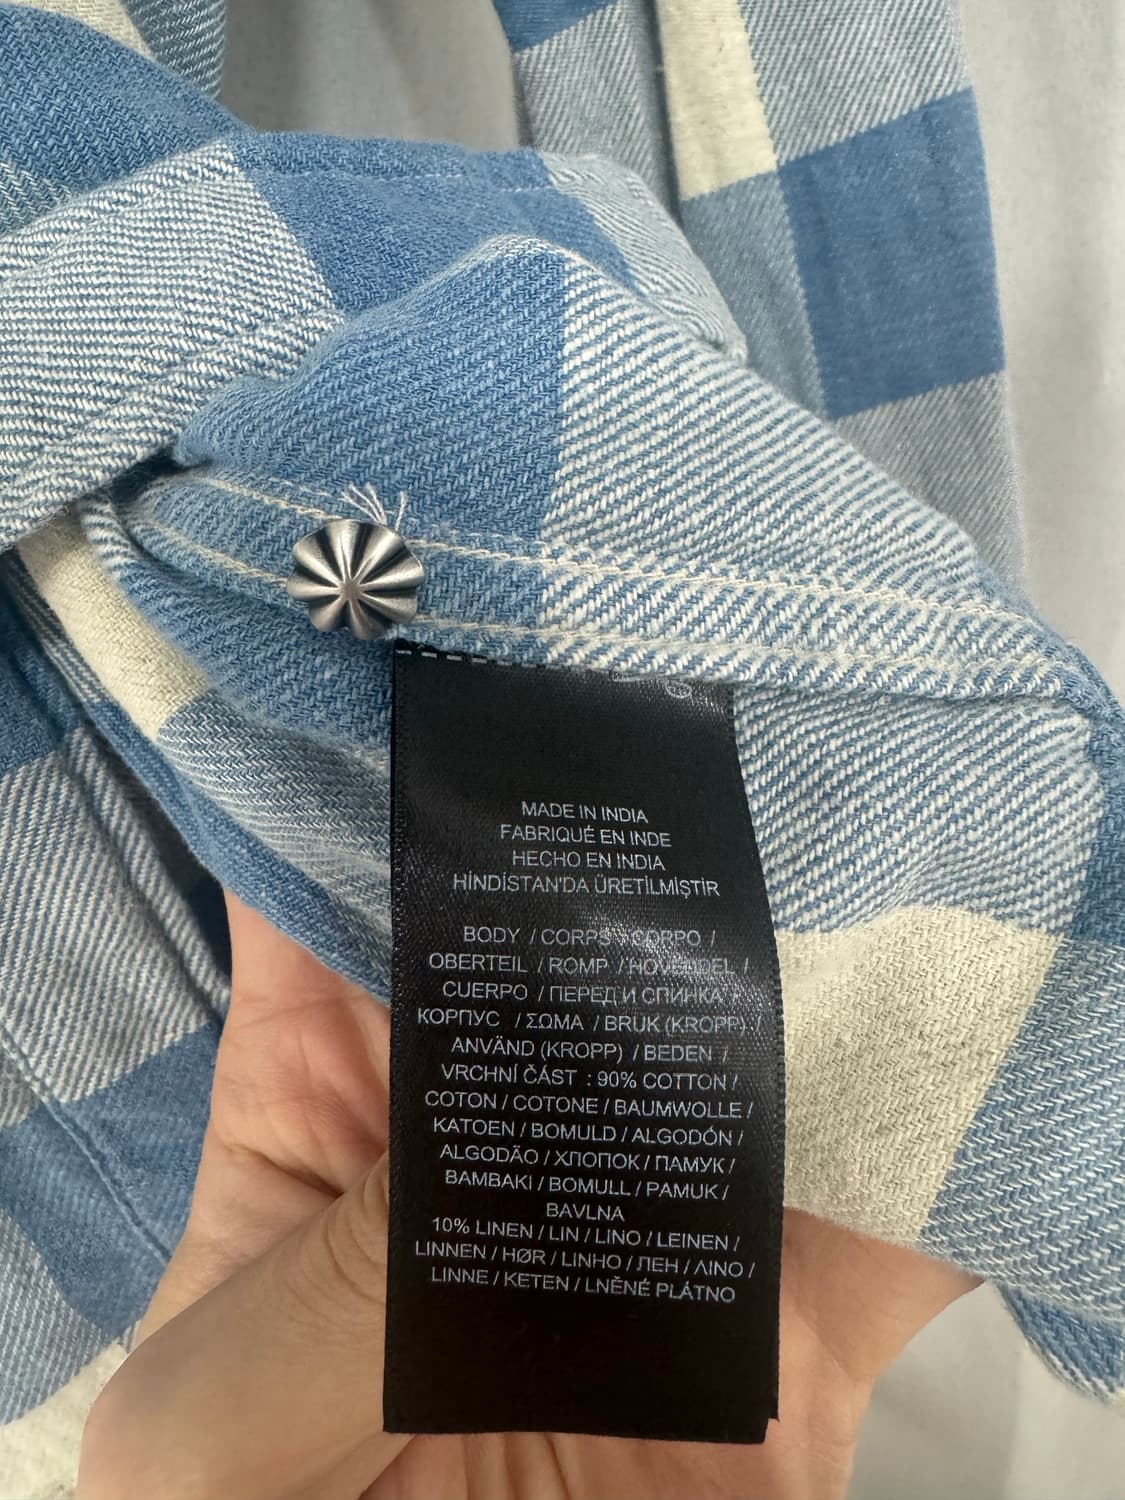 MADE IN INDIA
FABRIQUÉ EN INDE
HECHO EN INDIA
HİNDİSTAN'DA ÜRETİLMİŞTİR
BODY / CORPS / CORPO /
OBERTEIL / ROMP / HOVEDDEL /
CUERPO / ПЕРЕД И СПИНКА /
КОРПУС / ΣΩΜΑ / BRUK (KROPP) /
ANVÄND (KROPP) / BEDEN /
VRCHNÍ ČÁST : 90% COTTON /
COTON / COTONE / BAUMWOLLE /
KATOEN / BOMULD / ALGODÓN /
ALGODÃO / ХЛОПОК / ПАМУК /
BAMBAKI / BOMULL / PAMUK /
BAVLNA
10% LINEN / LIN / LINO / LEINEN /
LINNEN / HØR / LINHO / ЛЕН / ΛΙΝΟ /
LINNE / KETEN / LNĚNÉ PLÁTNO